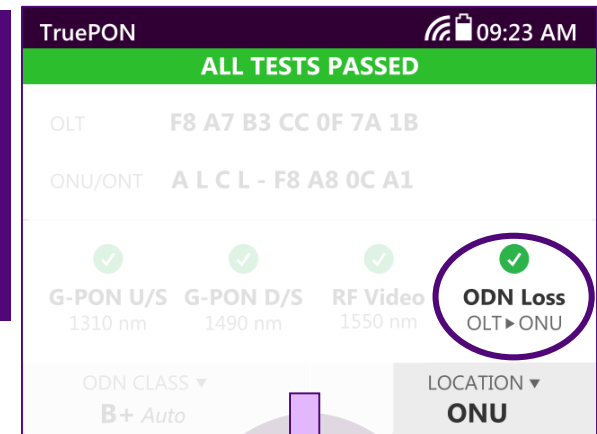 TruePON 09:23 AM
ALL TESTS PASSED
OLT F8 A7 B3 CC 0F 7A 1B
ONU/ONT A L C L - F8 A8 0C A1
G-PON U/S G-PON D/S RF Video ODN Loss
1310 nm 1490 nm 1550 nm OLT ▸ ONU
ODN CLASS ▾ LOCATION ▾
B+ Auto ONU